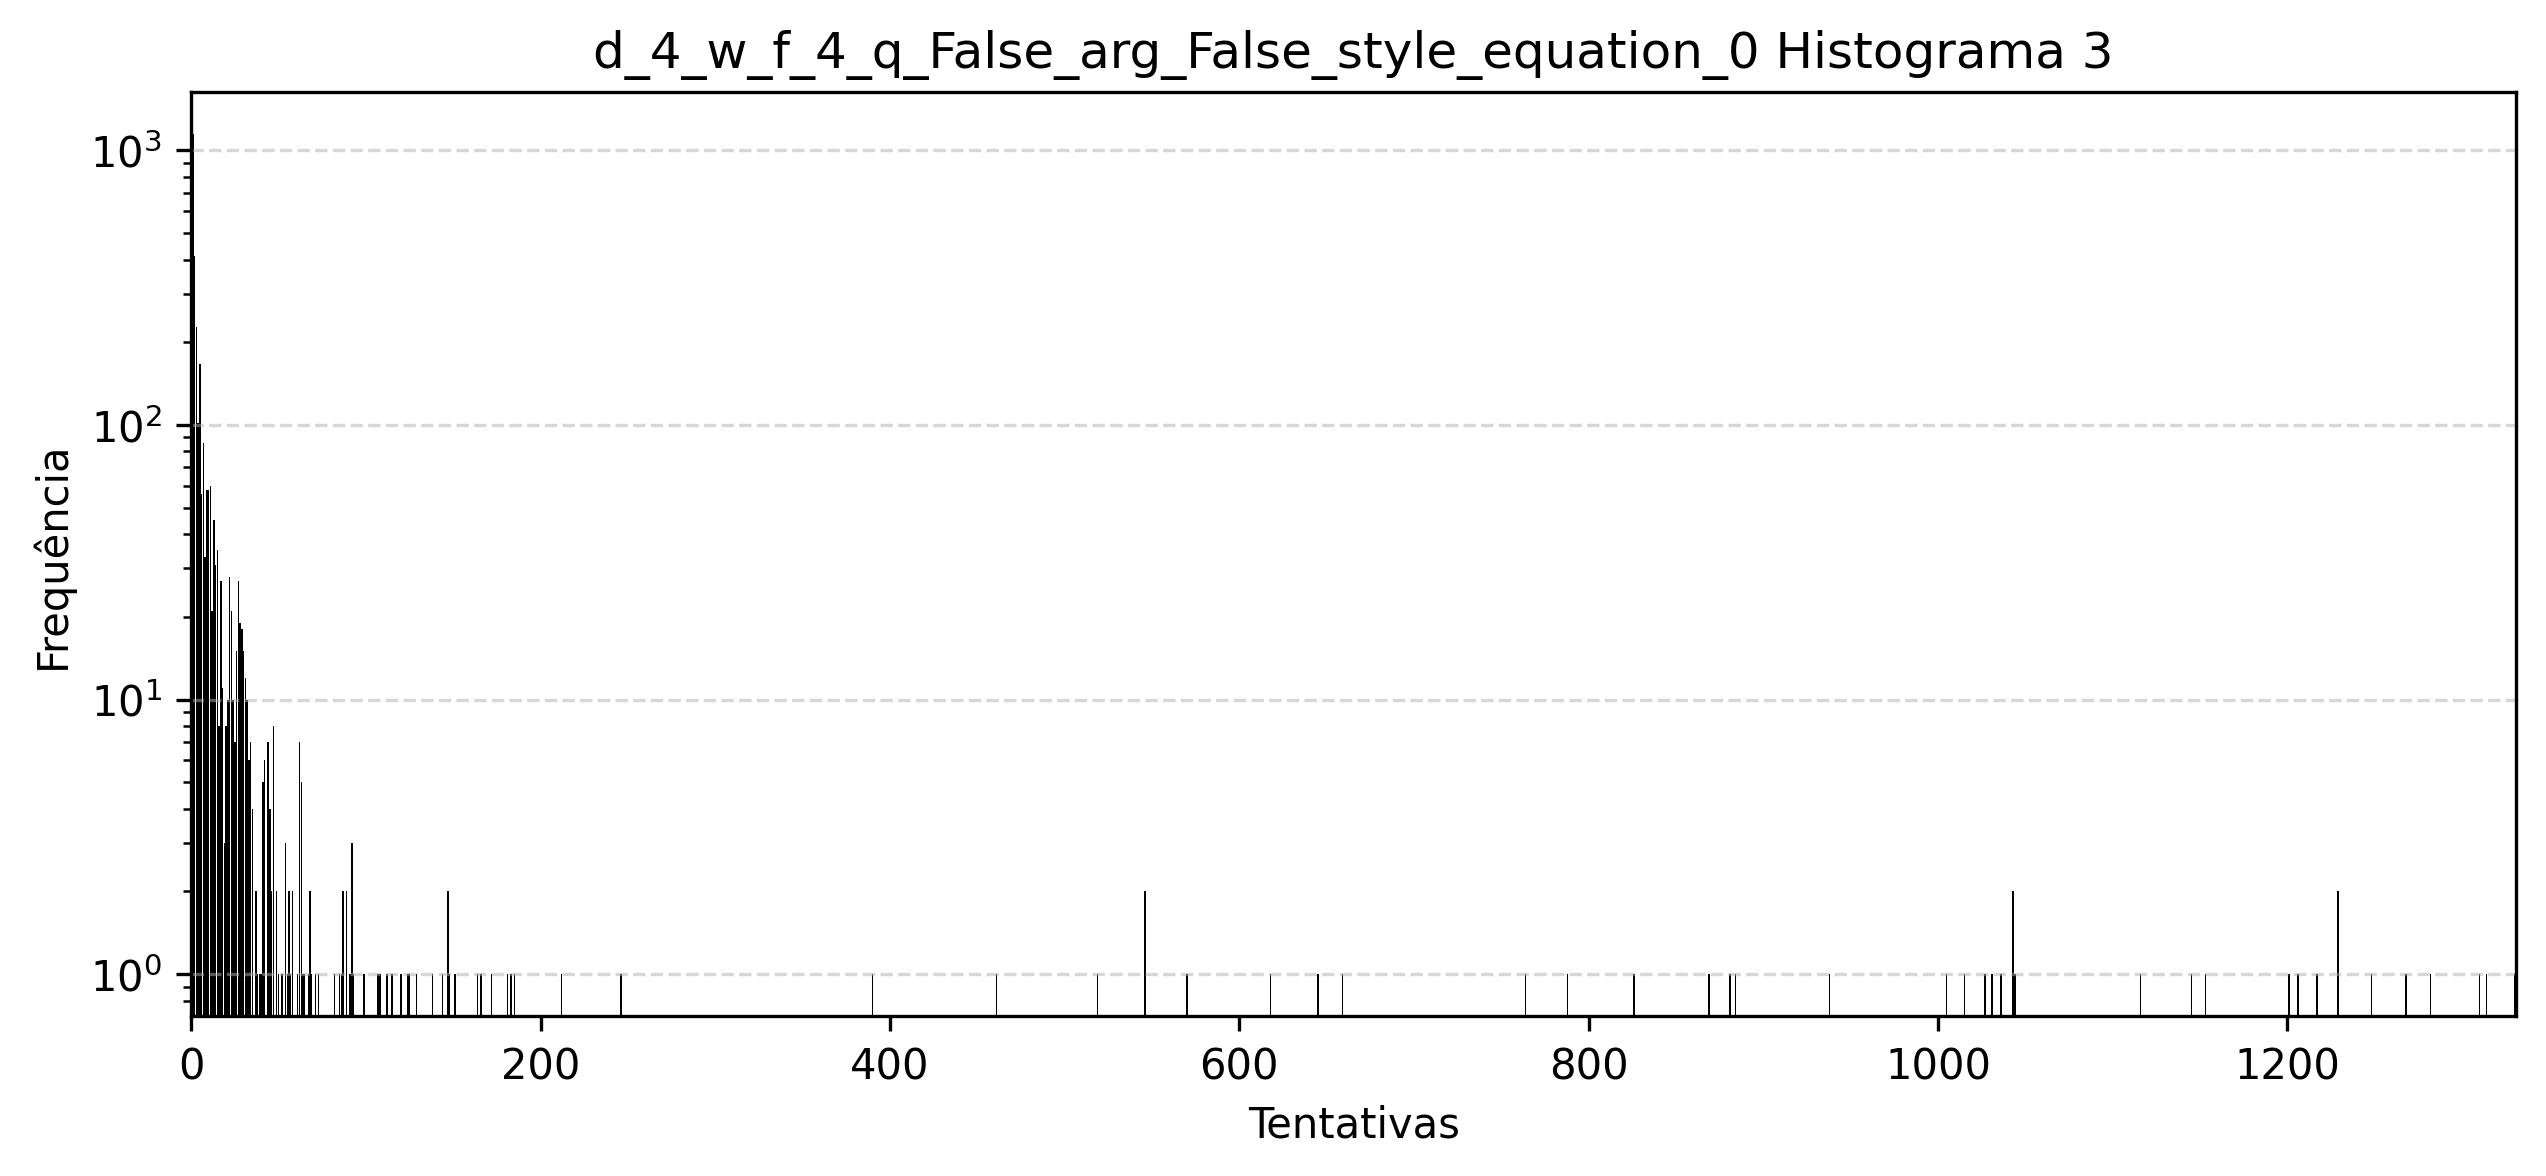 d_4_w_f_4_q_False_arg_False_style_equation_0 Histograma 3
Frequência
10³
10²
10¹
10⁰
0 200 400 600 800 1000 1200
Tentativas